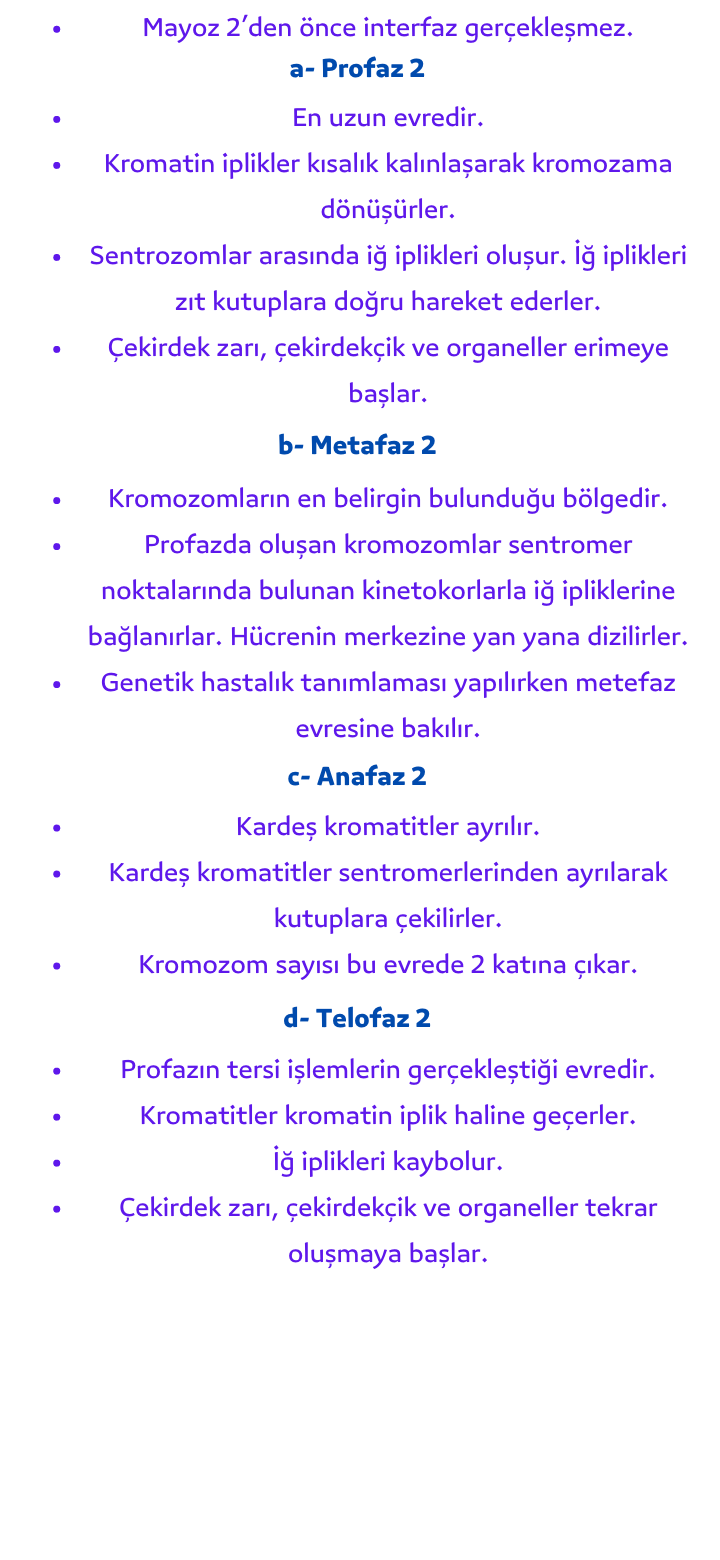 • Mayoz 2’den önce interfaz gerçekleşmez.
a- Profaz 2
• En uzun evredir.
• Kromatin iplikler kısalık kalınlaşarak kromozama
dönüşürler.
• Sentrozomlar arasında iğ iplikleri oluşur. İğ iplikleri
zıt kutuplara doğru hareket ederler.
• Çekirdek zarı, çekirdekçik ve organeller erimeye
başlar.
b- Metafaz 2
• Kromozomların en belirgin bulunduğu bölgedir.
• Profazda oluşan kromozomlar sentromer
noktalarında bulunan kinetokorlarla iğ ipliklerine
bağlanırlar. Hücrenin merkezine yan yana dizilirler.
• Genetik hastalık tanımlaması yapılırken metefaz
evresine bakılır.
c- Anafaz 2
• Kardeş kromatitler ayrılır.
• Kardeş kromatitler sentromerlerinden ayrılarak
kutuplara çekilirler.
• Kromozom sayısı bu evrede 2 katına çıkar.
d- Telofaz 2
• Profazın tersi işlemlerin gerçekleştiği evredir.
• Kromatitler kromatin iplik haline geçerler.
• İğ iplikleri kaybolur.
• Çekirdek zarı, çekirdekçik ve organeller tekrar
oluşmaya başlar.